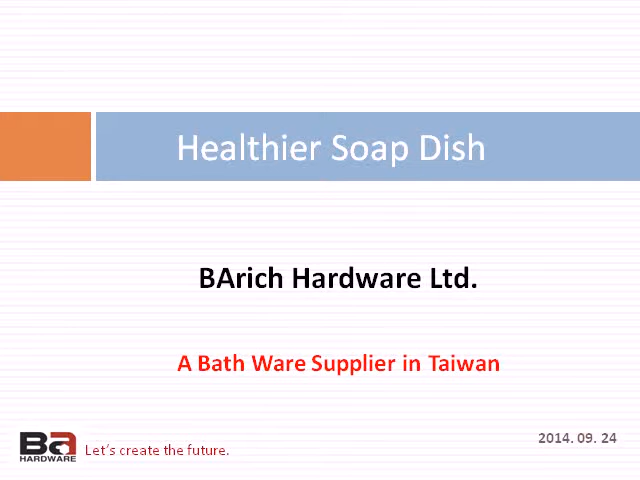 Healthier Soap Dish
BArich Hardware Ltd.
A Bath Ware Supplier in Taiwan
2014. 09. 24
Ba
HARDWARE
Let's create the future.